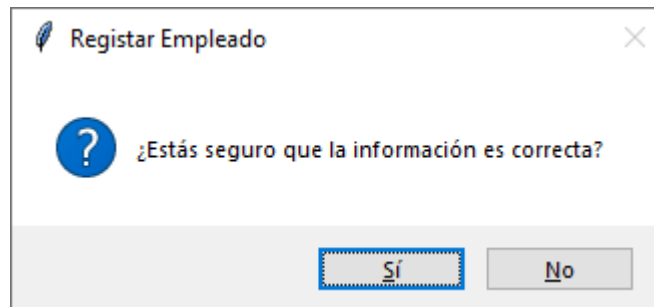 Registar Empleado
¿Estás seguro que la información es correcta?
Sí
No